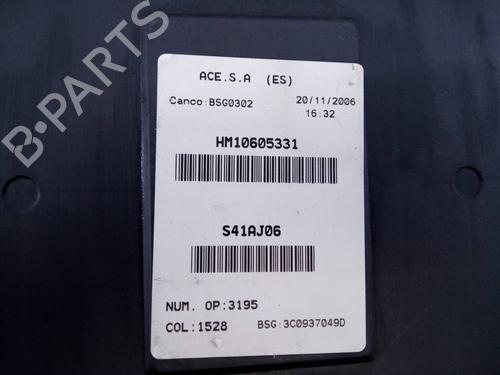 ACE.S.A (ES)
Canco:BSG0302 20/11/2006
16:32
HM10605331
S41AJ06
NUM. OP:3195
COL:1528 BSG:3C0937049D
B-PARTS